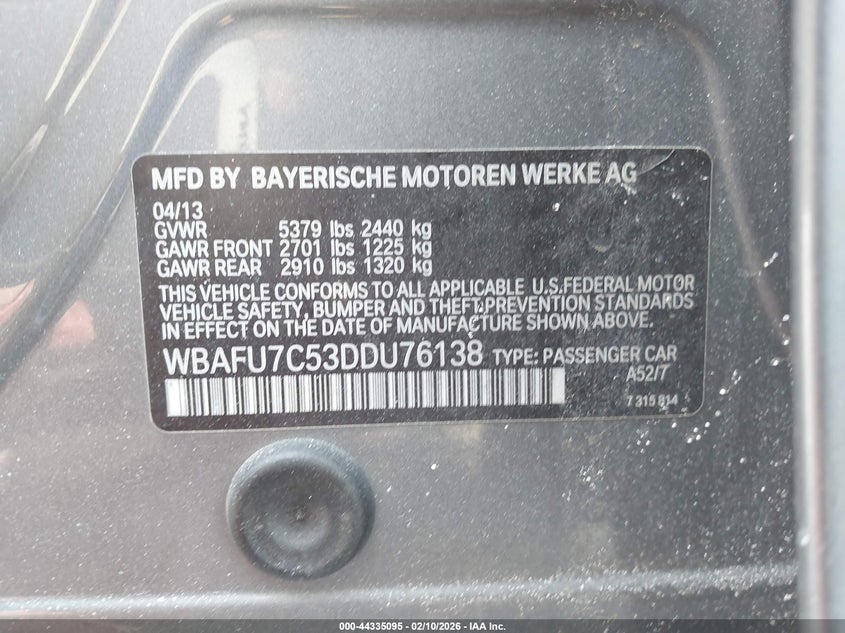 MFD BY BAYERISCHE MOTOREN WERKE AG
04/13
GVWR 5379 lbs 2440 kg
GAWR FRONT 2701 lbs 1225 kg
GAWR REAR 2910 lbs 1320 kg
THIS VEHICLE CONFORMS TO ALL APPLICABLE U.S.FEDERAL MOTOR
VEHICLE SAFETY, BUMPER AND THEFT PREVENTION STANDARDS
IN EFFECT ON THE DATE OF MANUFACTURE SHOWN ABOVE.
WBAFU7C53DDU76138 TYPE: PASSENGER CAR
A52/7
7 315 814
000-44335095 - 02/10/2026 - IAA Inc.